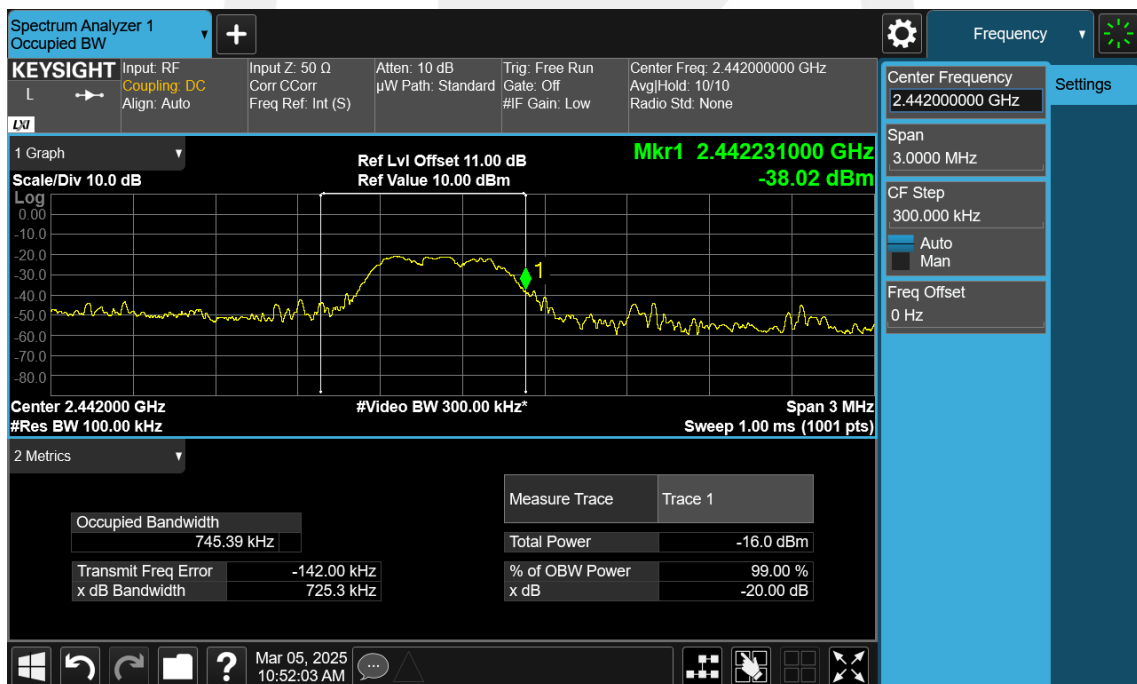 Spectrum Analyzer 1
Occupied BW
Frequency
KEYSIGHT
L
LXI
Input: RF
Coupling: DC
Align: Auto
Input Z: 50 Ω
Corr CCorr
Freq Ref: Int (S)
Atten: 10 dB
µW Path: Standard
Trig: Free Run
Gate: Off
#IF Gain: Low
Center Freq: 2.442000000 GHz
Avg|Hold: 10/10
Radio Std: None
Center Frequency
2.442000000 GHz
Settings
Span
3.0000 MHz
CF Step
300.000 kHz
Auto
Man
Freq Offset
0 Hz
1 Graph
Scale/Div 10.0 dB
Ref Lvl Offset 11.00 dB
Ref Value 10.00 dBm
Mkr1 2.442231000 GHz
-38.02 dBm
Log
0.00
-10.0
-20.0
-30.0
-40.0
-50.0
-60.0
-70.0
-80.0
1
Center 2.442000 GHz
#Video BW 300.00 kHz*
Span 3 MHz
#Res BW 100.00 kHz
Sweep 1.00 ms (1001 pts)
2 Metrics
Measure Trace Trace 1
Occupied Bandwidth
745.39 kHz
Total Power -16.0 dBm
Transmit Freq Error -142.00 kHz
% of OBW Power 99.00 %
x dB Bandwidth 725.3 kHz
x dB -20.00 dB
?
Mar 05, 2025
10:52:03 AM